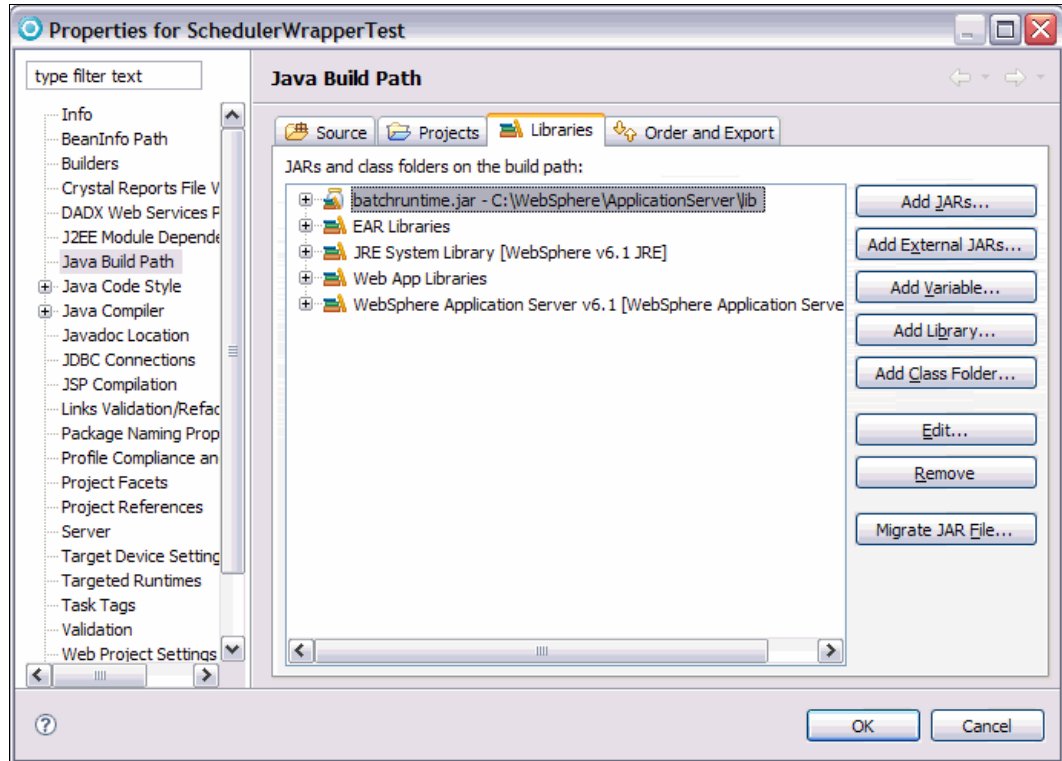 Properties for SchedulerWrapperTest
type filter text
Java Build Path
Info
BeanInfo Path
Builders
Crystal Reports File V
DADX Web Services P
J2EE Module Depende
Java Build Path
Java Code Style
Java Compiler
Javadoc Location
JDBC Connections
JSP Compilation
Links Validation/Refac
Package Naming Prop
Profile Compliance an
Project Facets
Project References
Server
Target Device Setting
Targeted Runtimes
Task Tags
Validation
Web Project Settings
Source Projects Libraries Order and Export
JARs and class folders on the build path:
batchruntime.jar - C:\WebSphere\ApplicationServer\lib
EAR Libraries
JRE System Library [WebSphere v6.1 JRE]
Web App Libraries
WebSphere Application Server v6.1 [WebSphere Application Serve
Add JARs...
Add External JARs...
Add Variable...
Add Library...
Add Class Folder...
Edit...
Remove
Migrate JAR File...
? OK Cancel